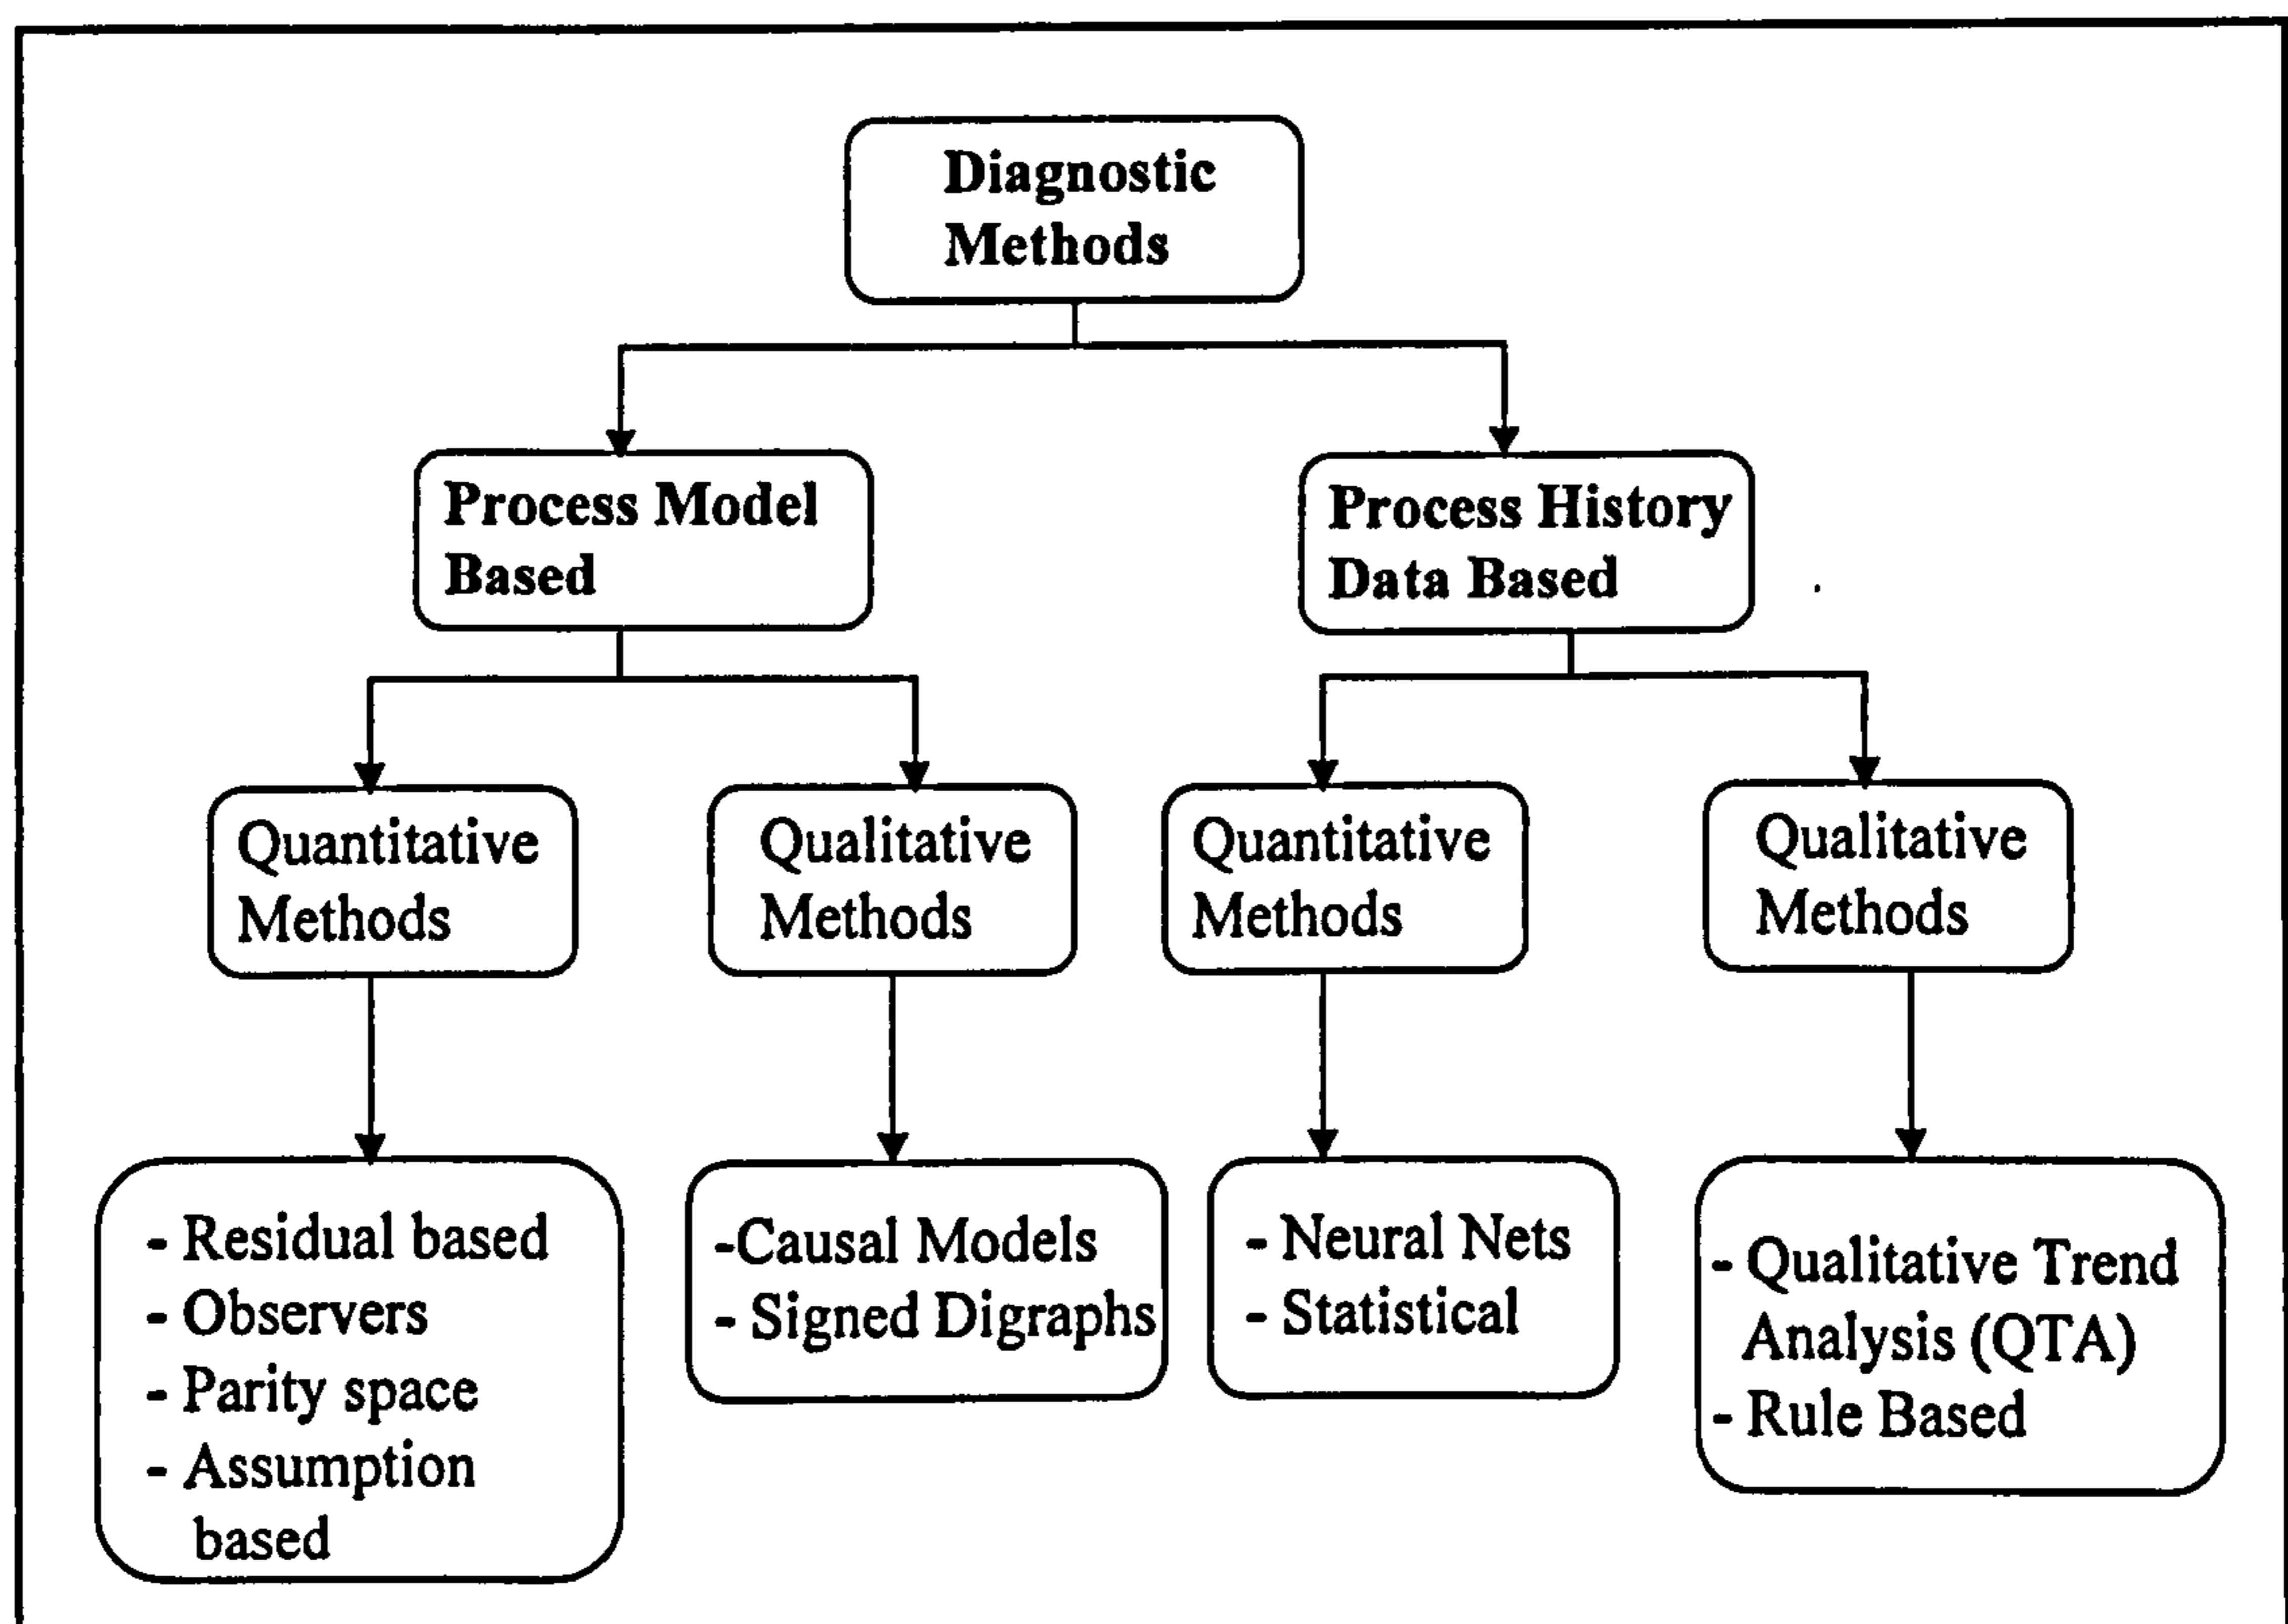 Diagnostic
Methods
Process Model
Based
Process History
Data Based
Quantitative
Methods
Qualitative
Methods
Quantitative
Methods
Qualitative
Methods
- Residual based
- Observers
- Parity space
- Assumption
based
-Causal Models
- Signed Digraphs
- Neural Nets
- Statistical
- Qualitative Trend
Analysis (QTA)
- Rule Based